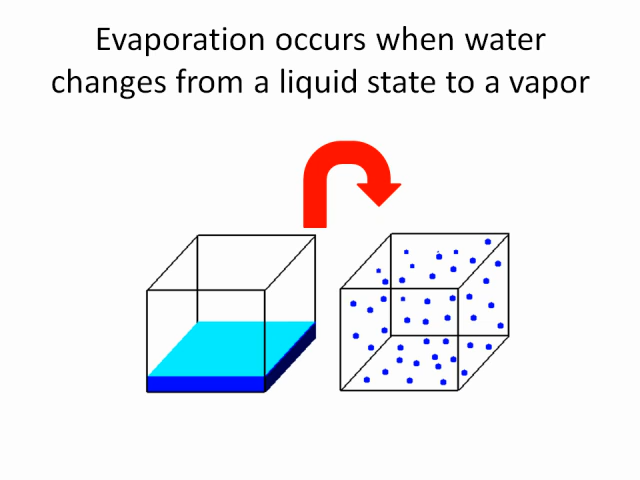 Evaporation occurs when water
changes from a liquid state to a vapor